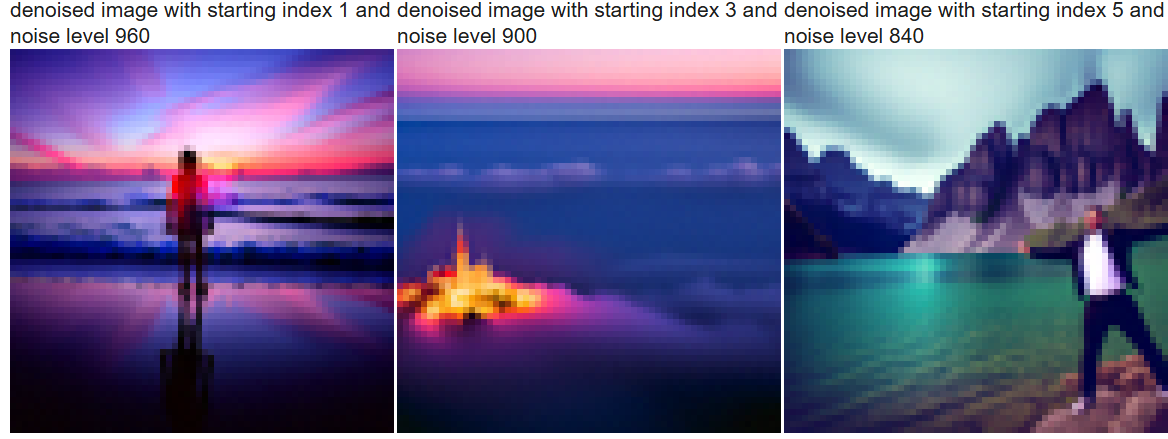 denoised image with starting index 1 and
noise level 960
denoised image with starting index 3 and
noise level 900
denoised image with starting index 5 and
noise level 840